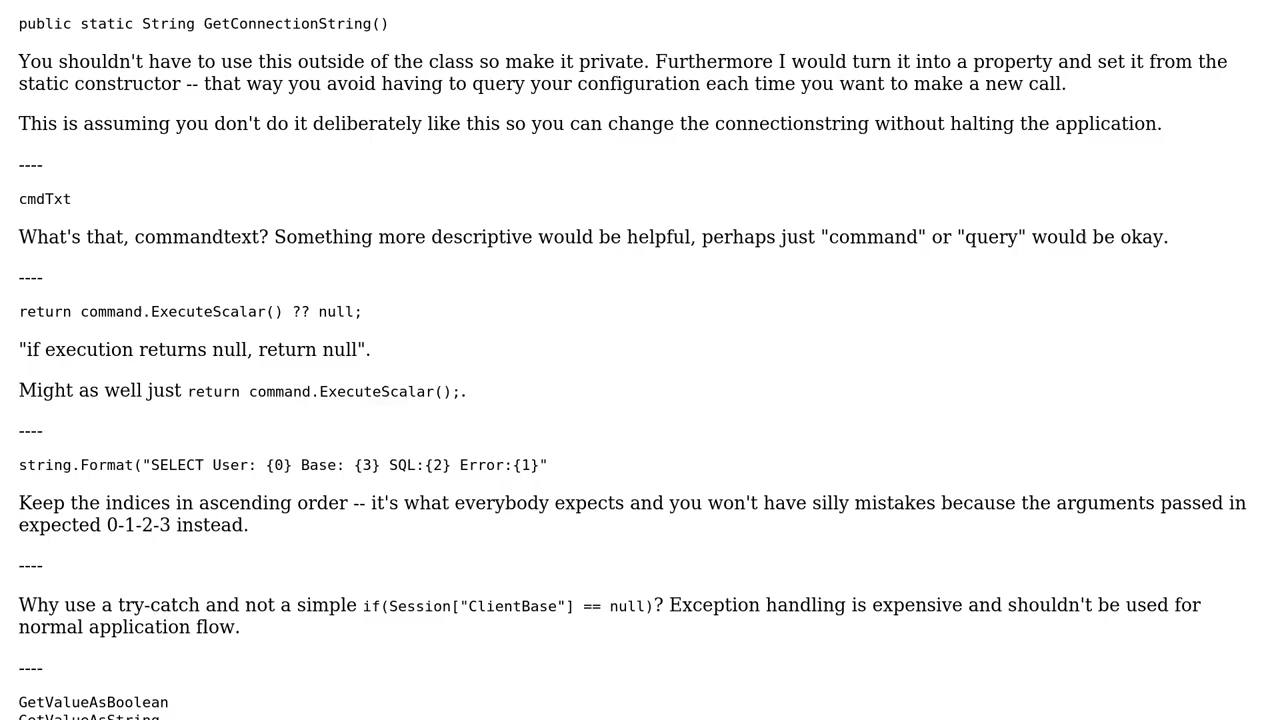 public static String GetConnectionString()
You shouldn't have to use this outside of the class so make it private. Furthermore I would turn it into a property and set it from the
static constructor -- that way you avoid having to query your configuration each time you want to make a new call.
This is assuming you don't do it deliberately like this so you can change the connectionstring without halting the application.
----
cmdTxt
What's that, commandtext? Something more descriptive would be helpful, perhaps just "command" or "query" would be okay.
----
return command.ExecuteScalar() ?? null;
"if execution returns null, return null".
Might as well just return command.ExecuteScalar();.
----
string.Format("SELECT User: {0} Base: {3} SQL:{2} Error:{1}"
Keep the indices in ascending order -- it's what everybody expects and you won't have silly mistakes because the arguments passed in
expected 0-1-2-3 instead.
----
Why use a try-catch and not a simple if(Session["ClientBase"] == null)? Exception handling is expensive and shouldn't be used for
normal application flow.
----
GetValueAsBoolean
GetValueAsString